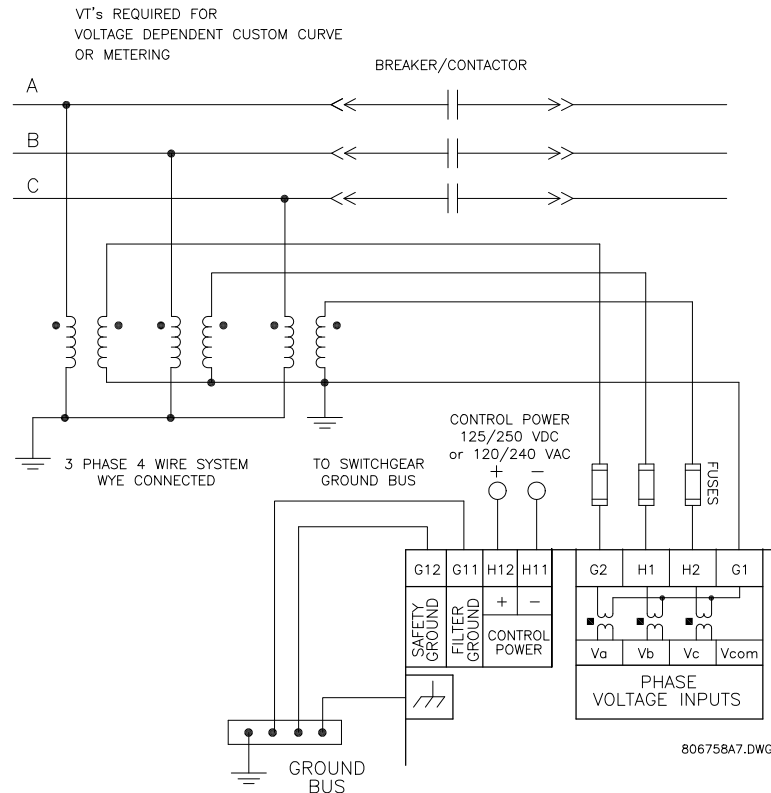 VT's REQUIRED FOR
VOLTAGE DEPENDENT CUSTOM CURVE
OR METERING
BREAKER/CONTACTOR
A
B
C
3 PHASE 4 WIRE SYSTEM
WYE CONNECTED
TO SWITCHGEAR
GROUND BUS
CONTROL POWER
125/250 VDC
or 120/240 VAC
+ −
FUSES
G12 G11 H12 H11
G2 H1 H2 G1
SAFETY
GROUND
FILTER
GROUND
+ −
CONTROL
POWER
Va Vb Vc Vcom
PHASE
VOLTAGE INPUTS
GROUND
BUS
806758A7.DWG